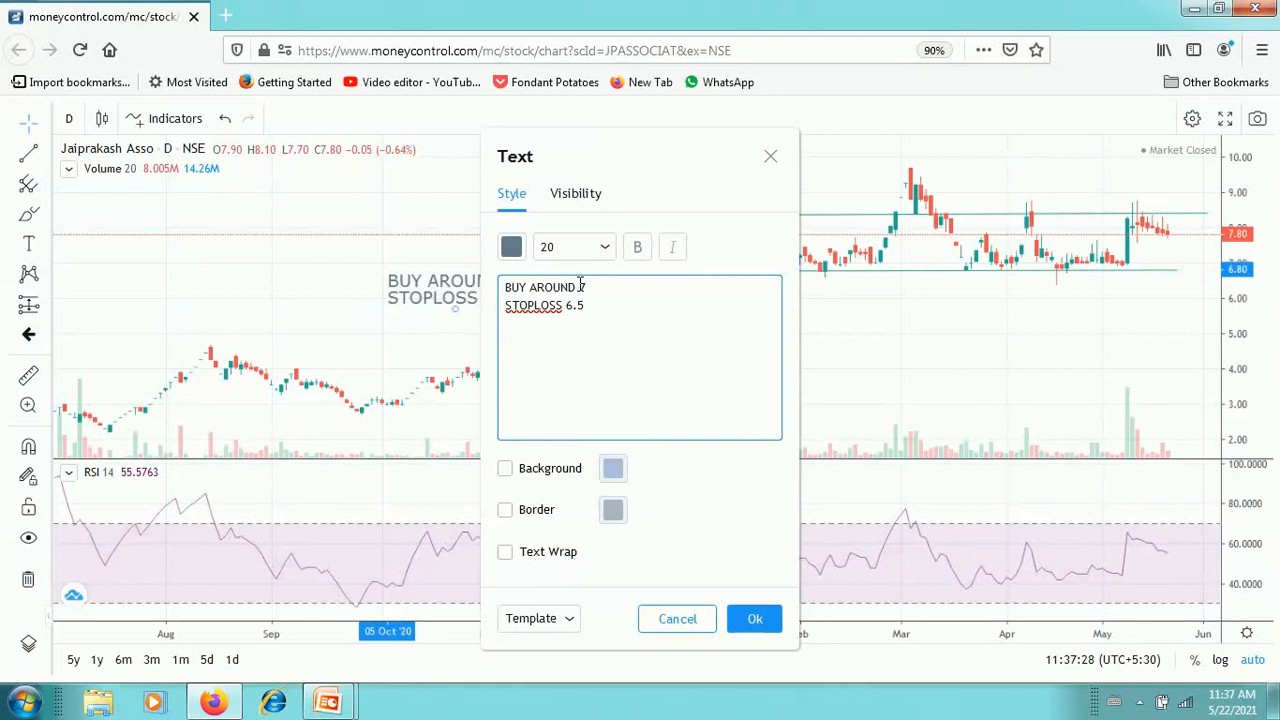 moneycontrol.com/mc/stock/
https://www.moneycontrol.com/mc/stock/chart?scId=JPASSOCIAT&ex=NSE
90%
Import bookmarks...
Most Visited
Getting Started
Video editor - YouTub...
Fondant Potatoes
New Tab
WhatsApp
Other Bookmarks
D
Indicators
Jaiprakash Asso · D · NSE O7.90 H8.10 L7.70 C7.80 -0.05 (-0.64%)
Volume 20 8.005M 14.26M
Market Closed
BUY AROUN
STOPLOSS
Text
Style
Visibility
20
B
I
BUY AROUND
STOPLOSS 6.5
Background
Border
Text Wrap
Template
Cancel
Ok
10.00
9.00
7.80
6.80
6.00
5.00
4.00
3.00
2.00
RSI 14 55.5763
100.0000
80.0000
60.0000
40.0000
Aug
Sep
05 Oct '20
Mar
Apr
May
Jun
5y
1y
6m
3m
1m
5d
1d
11:37:28 (UTC+5:30)
%
log
auto
11:37 AM
5/22/2021